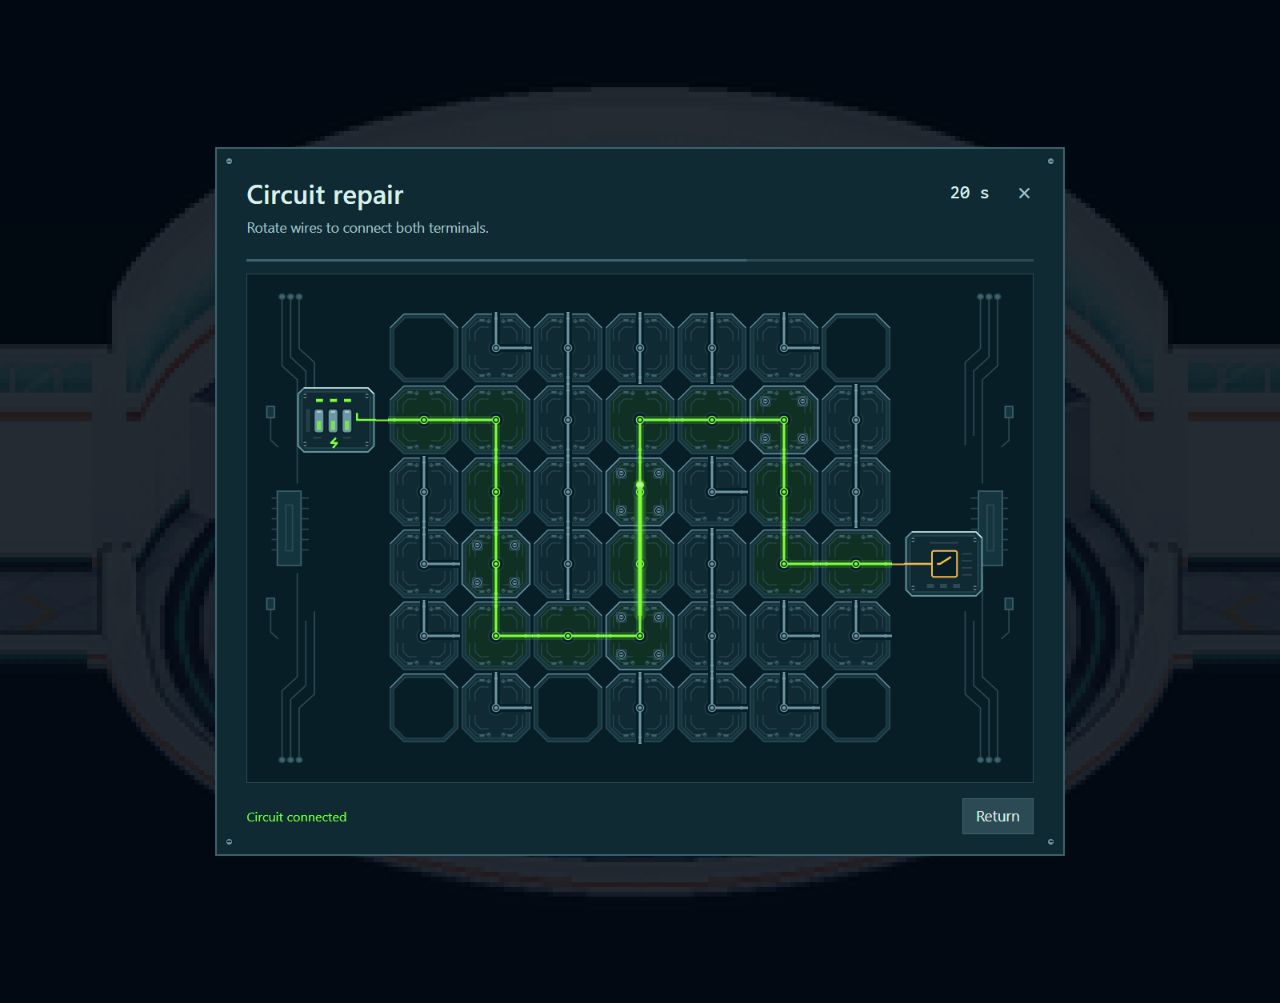 Circuit repair
20 s ×
Rotate wires to connect both terminals.
Circuit connected
Return